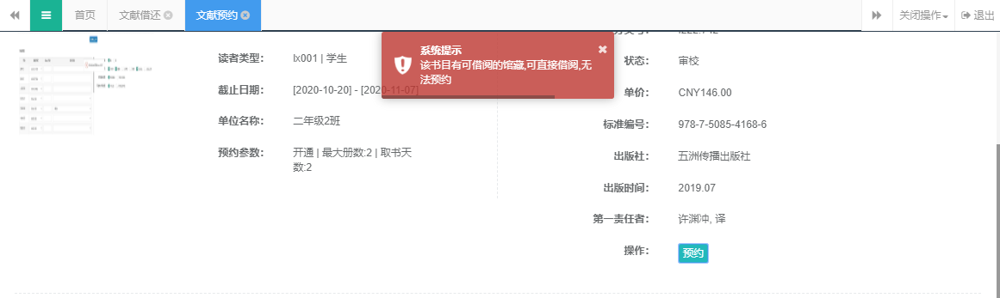 首页
文献借还
文献预约
关闭操作
退出
系统提示
该书目有可借阅的馆藏,可直接借阅,无
法预约
读者类型： lx001 | 学生
截止日期： [2020-10-20] - [2020-11-07]
单位名称： 二年级2班
预约参数： 开通 | 最大册数:2 | 取书天
数:2
状态： 审校
单价： CNY146.00
标准编号： 978-7-5085-4168-6
出版社： 五洲传播出版社
出版时间： 2019.07
第一责任者： 许渊冲, 译
操作： 预约